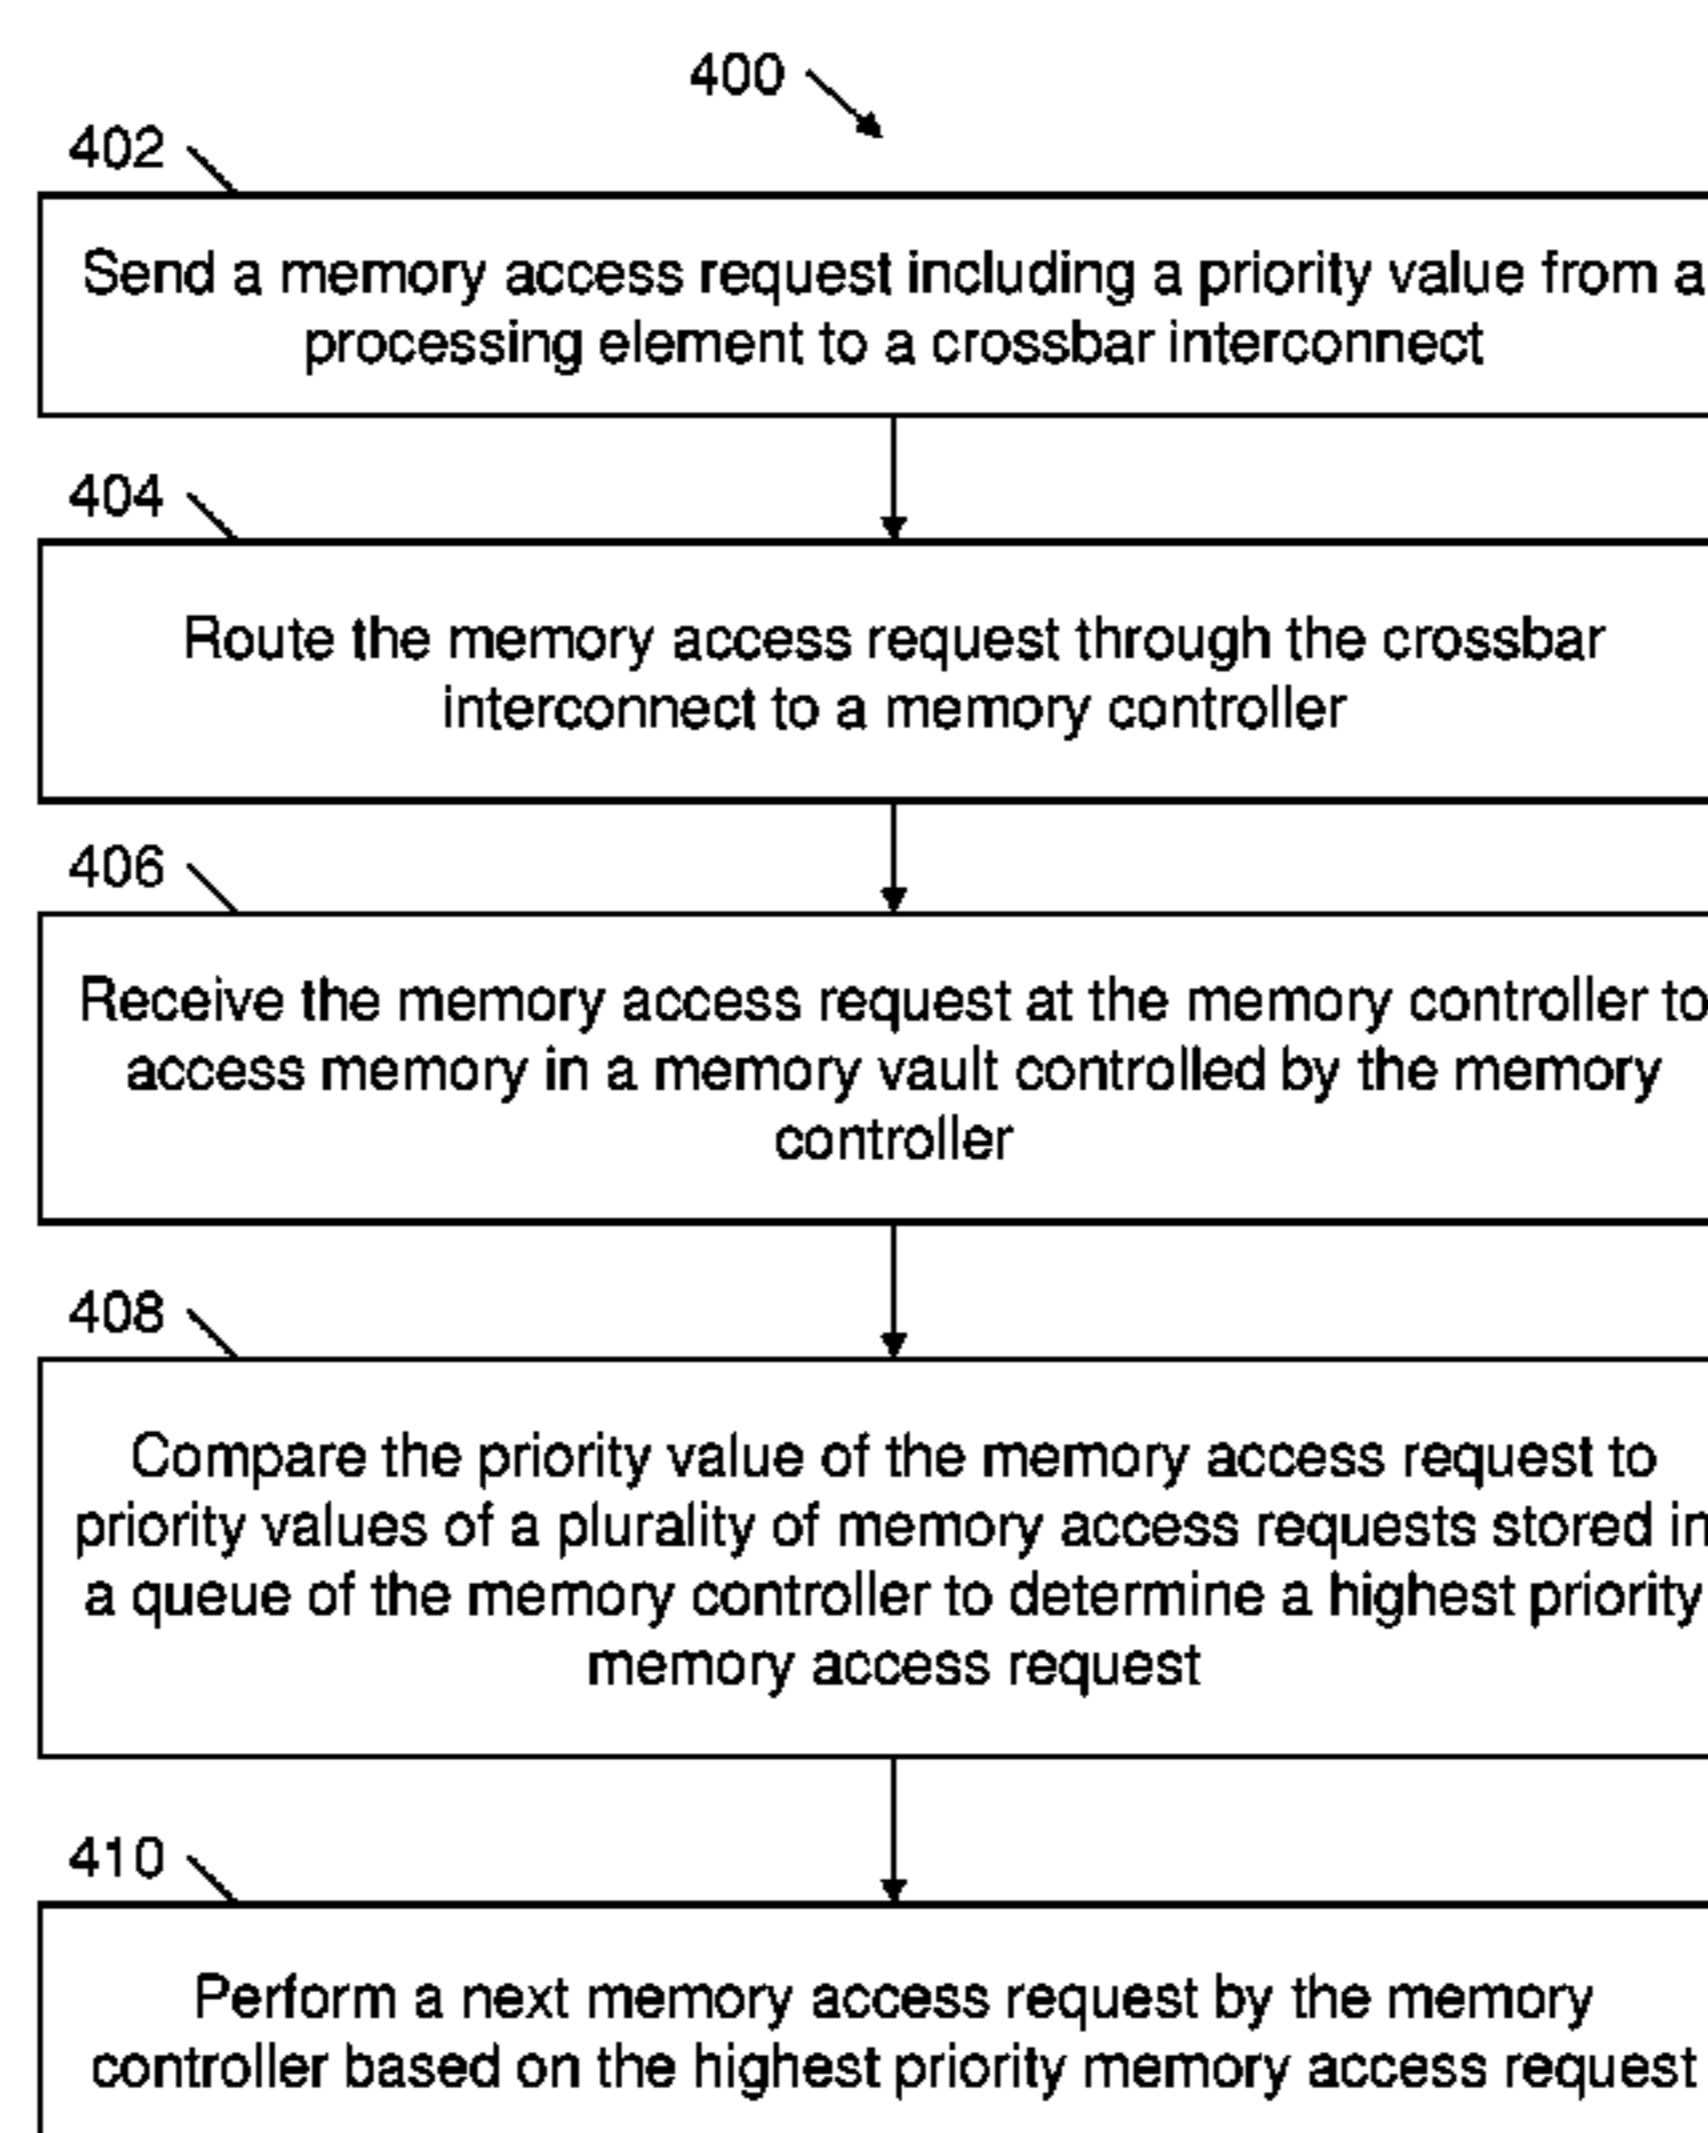 400
402
Send a memory access request including a priority value from a
processing element to a crossbar interconnect
404
Route the memory access request through the crossbar
interconnect to a memory controller
406
Receive the memory access request at the memory controller to
access memory in a memory vault controlled by the memory
controller
408
Compare the priority value of the memory access request to
priority values of a plurality of memory access requests stored in
a queue of the memory controller to determine a highest priority
memory access request
410
Perform a next memory access request by the memory
controller based on the highest priority memory access request